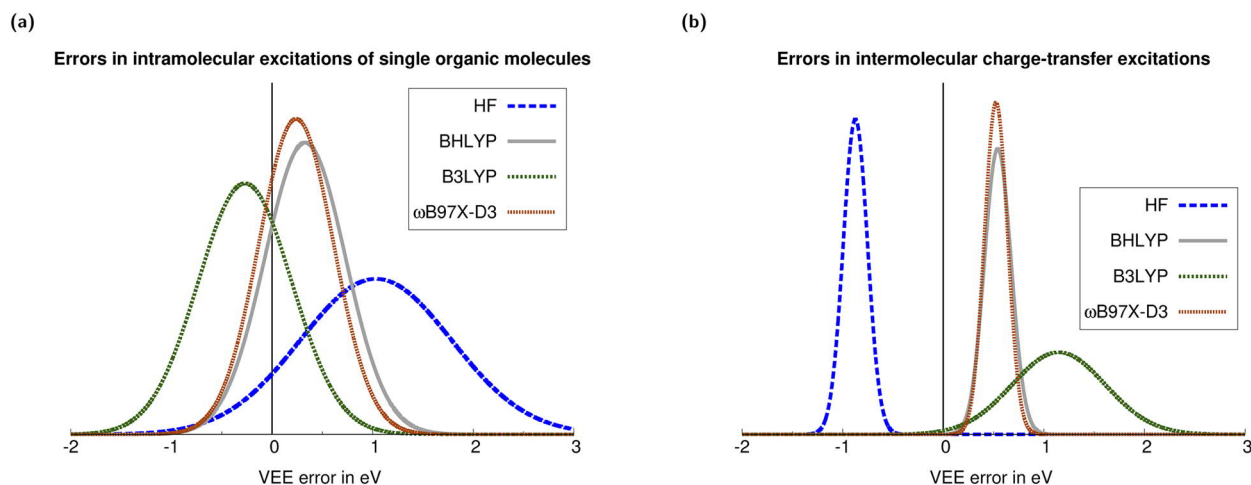 (a)
Errors in intramolecular excitations of single organic molecules
HF
BHLYP
B3LYP
ωB97X-D3
-2 -1 0 1 2 3
VEE error in eV
(b)
Errors in intermolecular charge-transfer excitations
HF
BHLYP
B3LYP
ωB97X-D3
-2 -1 0 1 2 3
VEE error in eV